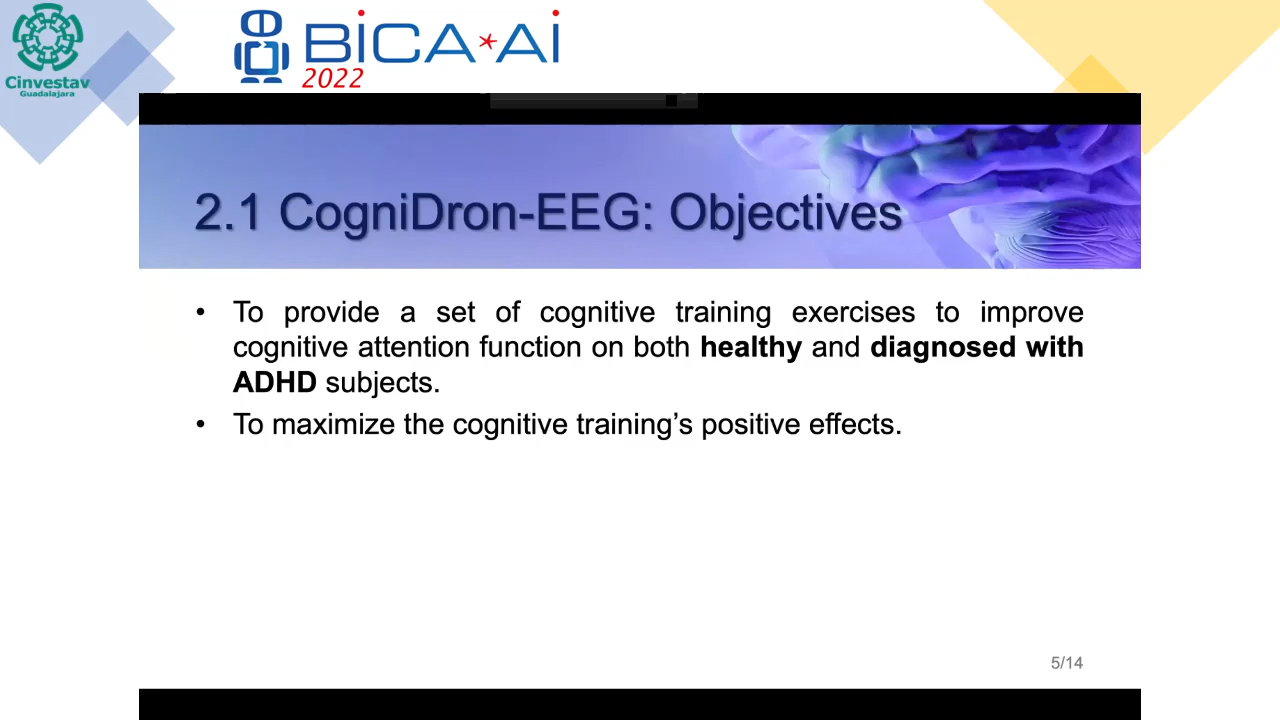 Cinvestav
Guadalajara
BiCA*Ai
2022
2.1 CogniDron-EEG: Objectives
• To provide a set of cognitive training exercises to improve
cognitive attention function on both healthy and diagnosed with
ADHD subjects.
• To maximize the cognitive training’s positive effects.
5/14